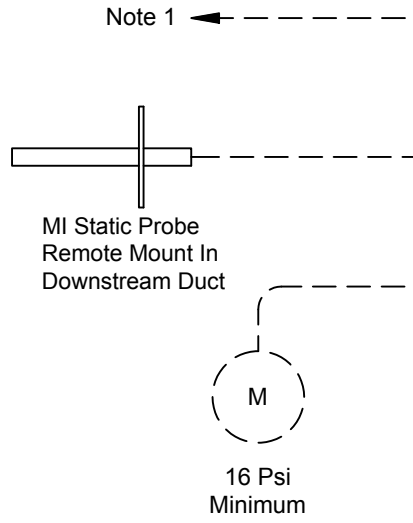 Note 1
MI Static Probe
Remote Mount In
Downstream Duct
M
16 Psi
Minimum